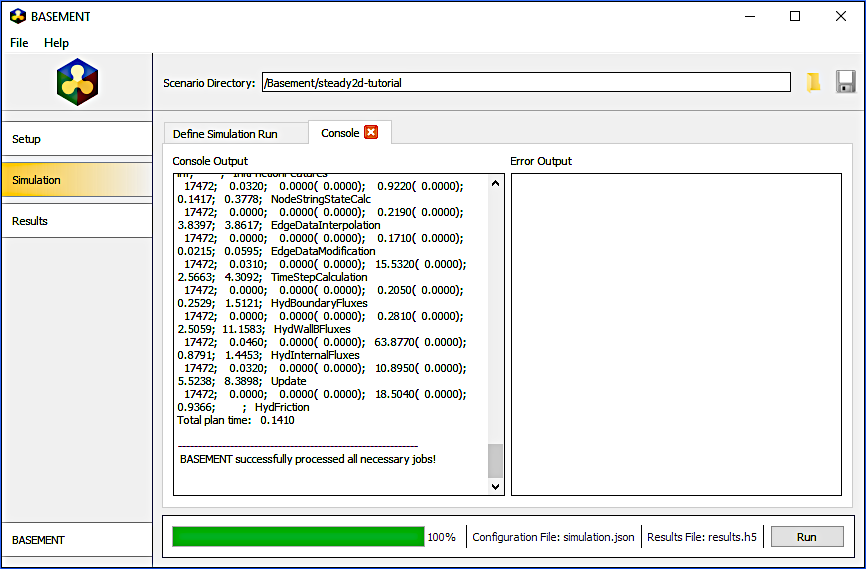 BASEMENT
File Help
Scenario Directory: /Basement/steady2d-tutorial
Setup
Simulation
Results
BASEMENT
Define Simulation Run Console
Console Output
17472; 0.0320; 0.0000( 0.0000); 0.9220( 0.0000);
0.1417; 0.3778; NodeStringStateCalc
17472; 0.0000; 0.0000( 0.0000); 0.2190( 0.0000);
3.8397; 3.8617; EdgeDataInterpolation
17472; 0.0000; 0.0000( 0.0000); 0.1710( 0.0000);
0.0215; 0.0595; EdgeDataModification
17472; 0.0310; 0.0000( 0.0000); 15.5320( 0.0000);
2.5663; 4.3092; TimeStepCalculation
17472; 0.0000; 0.0000( 0.0000); 0.2050( 0.0000);
0.2529; 1.5121; HydBoundaryFluxes
17472; 0.0000; 0.0000( 0.0000); 0.2810( 0.0000);
2.5059; 11.1583; HydWallBFluxes
17472; 0.0460; 0.0000( 0.0000); 63.8770( 0.0000);
0.8791; 1.4453; HydInternalFluxes
17472; 0.0320; 0.0000( 0.0000); 10.8950( 0.0000);
5.5238; 8.3898; Update
17472; 0.0000; 0.0000( 0.0000); 18.5040( 0.0000);
0.9366; ; HydFriction
Total plan time: 0.1410
BASEMENT successfully processed all necessary jobs!
Error Output
100% Configuration File: simulation.json Results File: results.h5 Run